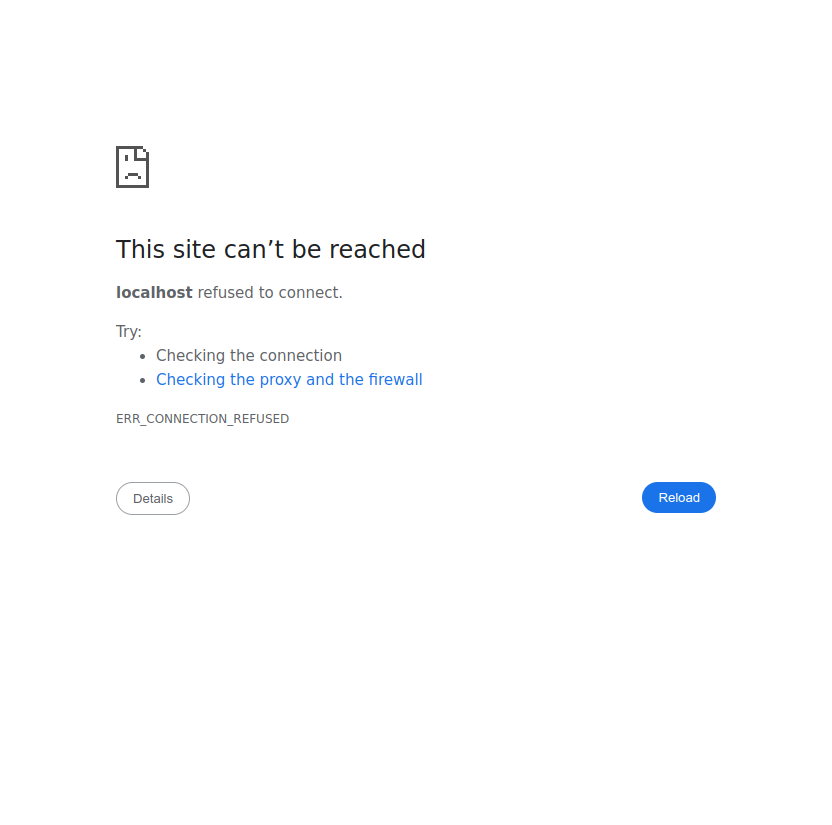 This site can’t be reached
localhost refused to connect.
Try:
Checking the connection
Checking the proxy and the firewall
ERR_CONNECTION_REFUSED
Details
Reload